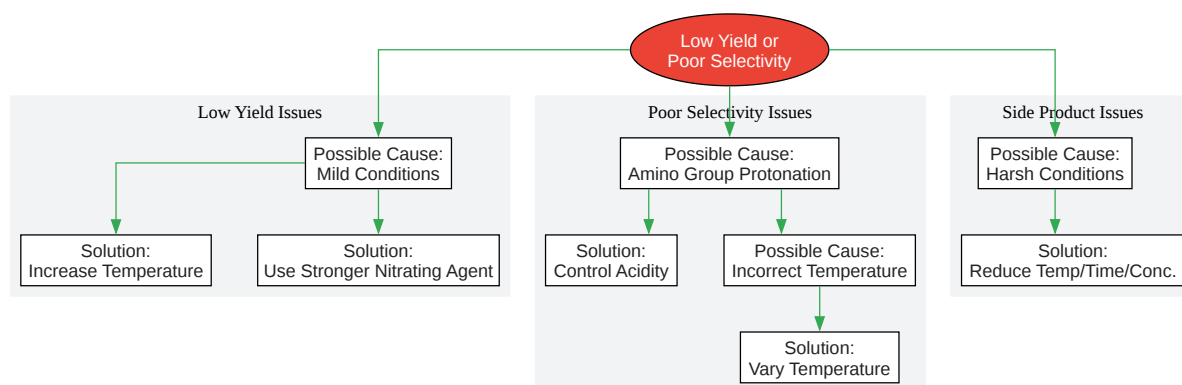 Low Yield or
Poor Selectivity
Low Yield Issues
Poor Selectivity Issues
Side Product Issues
Possible Cause:
Mild Conditions
Possible Cause:
Amino Group Protonation
Possible Cause:
Harsh Conditions
Solution:
Increase Temperature
Solution:
Use Stronger Nitrating Agent
Solution:
Control Acidity
Possible Cause:
Incorrect Temperature
Solution:
Reduce Temp/Time/Conc.
Solution:
Vary Temperature